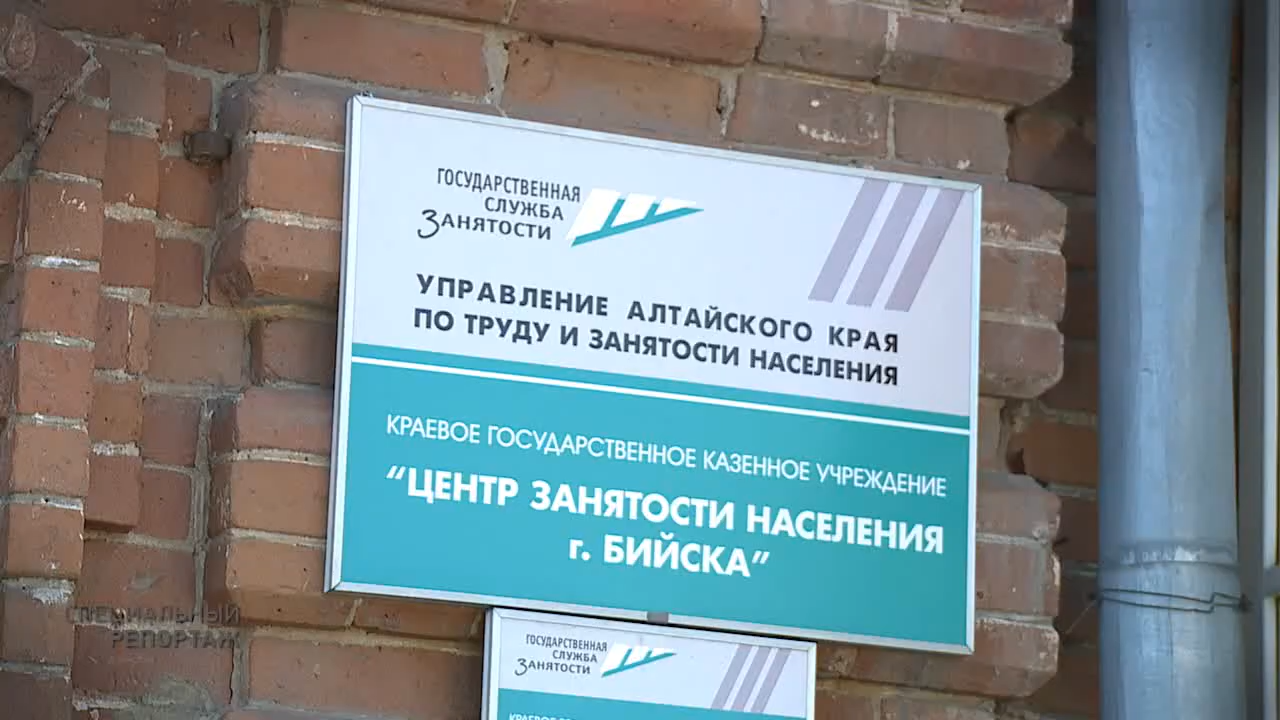 ГОСУДАРСТВЕННАЯ
СЛУЖБА
ЗАНЯТОСТИ
УПРАВЛЕНИЕ АЛТАЙСКОГО КРАЯ
ПО ТРУДУ И ЗАНЯТОСТИ НАСЕЛЕНИЯ
КРАЕВОЕ ГОСУДАРСТВЕННОЕ КАЗЕННОЕ УЧРЕЖДЕНИЕ
“ЦЕНТР ЗАНЯТОСТИ НАСЕЛЕНИЯ
г. БИЙСКА”
СПЕЦИАЛЬНЫЙ
РЕПОРТАЖ
ГОСУДАРСТВЕННАЯ
СЛУЖБА
ЗАНЯТОСТИ